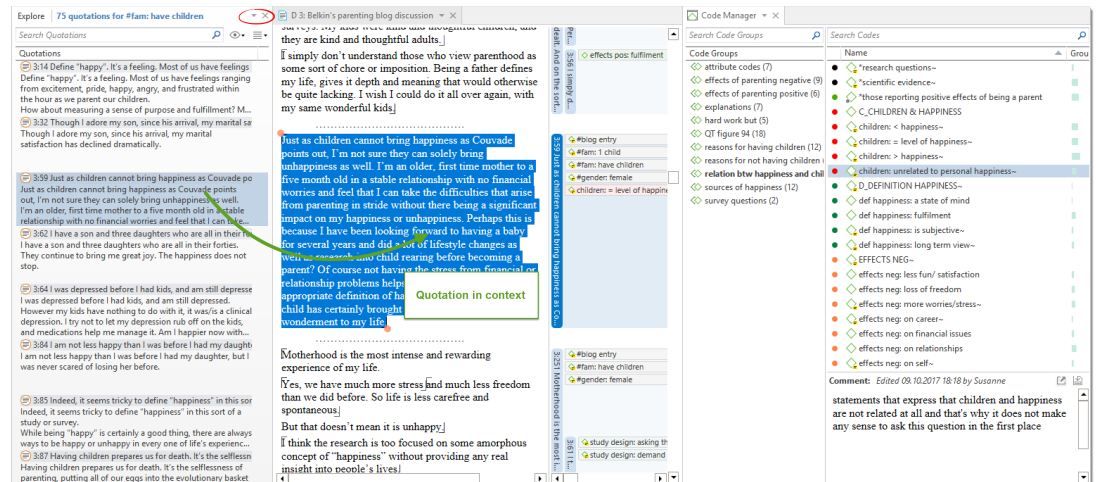 Explore 75 quotations for #fam: have children
Search Quotations
Quotations
3:14 Define "happy". It's a feeling. Most of us have feelings
Define "happy". It's a feeling. Most of us have feelings ranging
from excitement, pride, happy, angry, and frustrated within
the hour as we parent our children.
How about measuring a sense of purpose and fulfillment? M...
3:32 Though I adore my son, since his arrival, my marital sa
Though I adore my son, since his arrival, my marital
satisfaction has declined dramatically.
3:59 Just as children cannot bring happiness as Couvade po
Just as children cannot bring happiness as Couvade points
out, I'm not sure they can solely bring unhappiness as well.
I'm an older, first time mother to a five month old in a stable
relationship with no financial worries and feel that I can take...
3:62 I have a son and three daughters who are all in their fo
I have a son and three daughters who are all in their forties.
They continue to bring me great joy. The happiness does not
stop.
3:64 I was depressed before I had kids, and am still depresse
I was depressed before I had kids, and am still depressed.
However my kids have nothing to do with it, it was/is a clinical
depression. I try not to let my depression rub off on the kids,
and medications help me manage it. Am I happier now with...
3:84 I am not less happy than I was before I had my daughte
I am not less happy than I was before I had my daughter, but I
was never scared of losing her before.
3:85 Indeed, it seems tricky to define "happiness" in this sor
Indeed, it seems tricky to define "happiness" in this sort of a
study or survey.
While being "happy" is certainly a good thing, there are always
ways to be happy or unhappy in every one of life's experienc...
3:87 Having children prepares us for death. It's the selflessn
Having children prepares us for death. It's the selflessness of
parenting, putting all of our eggs into the evolutionary basket
D 3: Belkin's parenting blog discussion
they are kind and thoughtful adults.
I simply don't understand those who view parenthood as
some sort of chore or imposition. Being a father defines
my life, gives it depth and meaning that would otherwise
be quite lacking. I wish I could do it all over again, with
my same wonderful kids.
Just as children cannot bring happiness as Couvade
points out, I'm not sure they can solely bring
unhappiness as well. I'm an older, first time mother to a
five month old in a stable relationship with no financial
worries and feel that I can take the difficulties that arise
from parenting in stride without there being a significant
impact on my happiness or unhappiness. Perhaps this is
because I have been looking forward to having a baby
for several years and did a lot of lifestyle changes as
well as research into child rearing before becoming a
parent? Of course not having the stress from financial or
relationship problems helps
appropriate definition of ha
child has certainly brought
wonderment to my life.
Quotation in context
Motherhood is the most intense and rewarding
experience of my life.
Yes, we have much more stress and much less freedom
than we did before. So life is less carefree and
spontaneous.
But that doesn't mean it is unhappy.
I think the research is too focused on some amorphous
concept of "happiness" without providing any real
insight into people's lives.
dealt. And on the sort...
Per...
3:56 I simply d...
effects pos: fulfilment
3:59 Just as children cannot bring happiness as Co...
#blog entry
#fam: 1 child
#fam: have children
#gender: female
children: = level of happine
3:251 Motherhood is the most i...
#blog entry
#fam: have children
#gender: female
3:61 I t...
study design: asking th
study design: demand
Code Manager
Search Code Groups
Code Groups
attribute codes (7)
effects of parenting negative (9)
effects of parenting positive (6)
explanations (7)
hard work but (5)
QT figure 94 (18)
reasons for having children (12)
reasons for not having children (
relation btw happiness and chil
sources of happiness (12)
survey questions (2)
Search Codes
Name Grou
*research questions~
*scientific evidence~
*those reporting positive effects of being a parent
C_CHILDREN & HAPPINESS
children: < happiness~
children: = level of happiness~
children: > happiness~
children: unrelated to personal happiness~
D_DEFINITION HAPPINESS~
def happiness: a state of mind
def happiness: fulfilment
def happiness: is subjective~
def happiness: long term view~
EFFECTS NEG~
effects neg: less fun/ satisfaction
effects neg: loss of freedom
effects neg: more worries/stress~
effects neg: on career~
effects neg: on financial issues
effects neg: on relationships
effects neg: on self~
Comment: Edited 09.10.2017 18:18 by Susanne
statements that express that children and happiness
are not related at all and that's why it does not make
any sense to ask this question in the first place